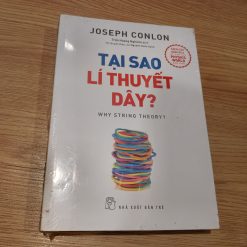 JOSEPH CONLON
TẠI SAO
LÍ THUYẾT
DÂY?
WHY STRING THEORY?
NHÀ XUẤT BẢN TRẺ